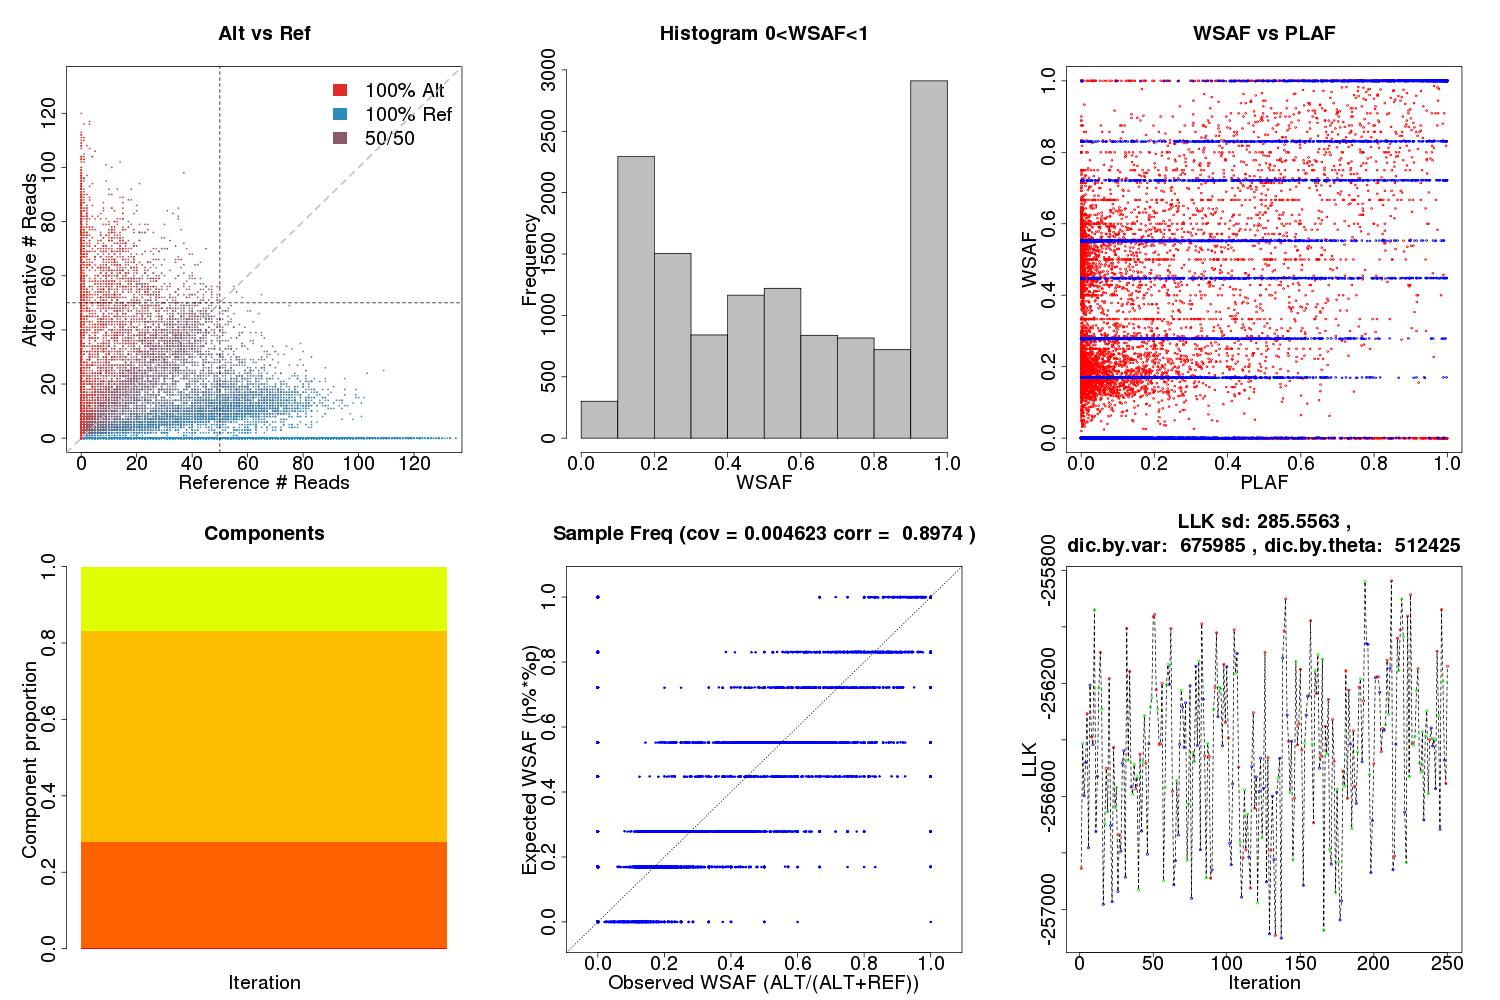 Alt vs Ref
100% Alt
100% Ref
50/50
Alternative # Reads
0 20 40 60 80 100 120
0 20 40 60 80 100 120
Reference # Reads
Histogram 0<WSAF<1
Frequency
0 500 1000 1500 2000 2500 3000
0.0 0.2 0.4 0.6 0.8 1.0
WSAF
WSAF vs PLAF
WSAF
0.0 0.2 0.4 0.6 0.8 1.0
0.0 0.2 0.4 0.6 0.8 1.0
PLAF
Components
Component proportion
0.0 0.2 0.4 0.6 0.8 1.0
Iteration
Sample Freq (cov = 0.004623 corr = 0.8974 )
Expected WSAF (h%*%p)
0.0 0.2 0.4 0.6 0.8 1.0
0.0 0.2 0.4 0.6 0.8 1.0
Observed WSAF (ALT/(ALT+REF))
LLK sd: 285.5563 ,
dic.by.var: 675985 , dic.by.theta: 512425
LLK
-257000 -256600 -256200 -255800
0 50 100 150 200 250
Iteration